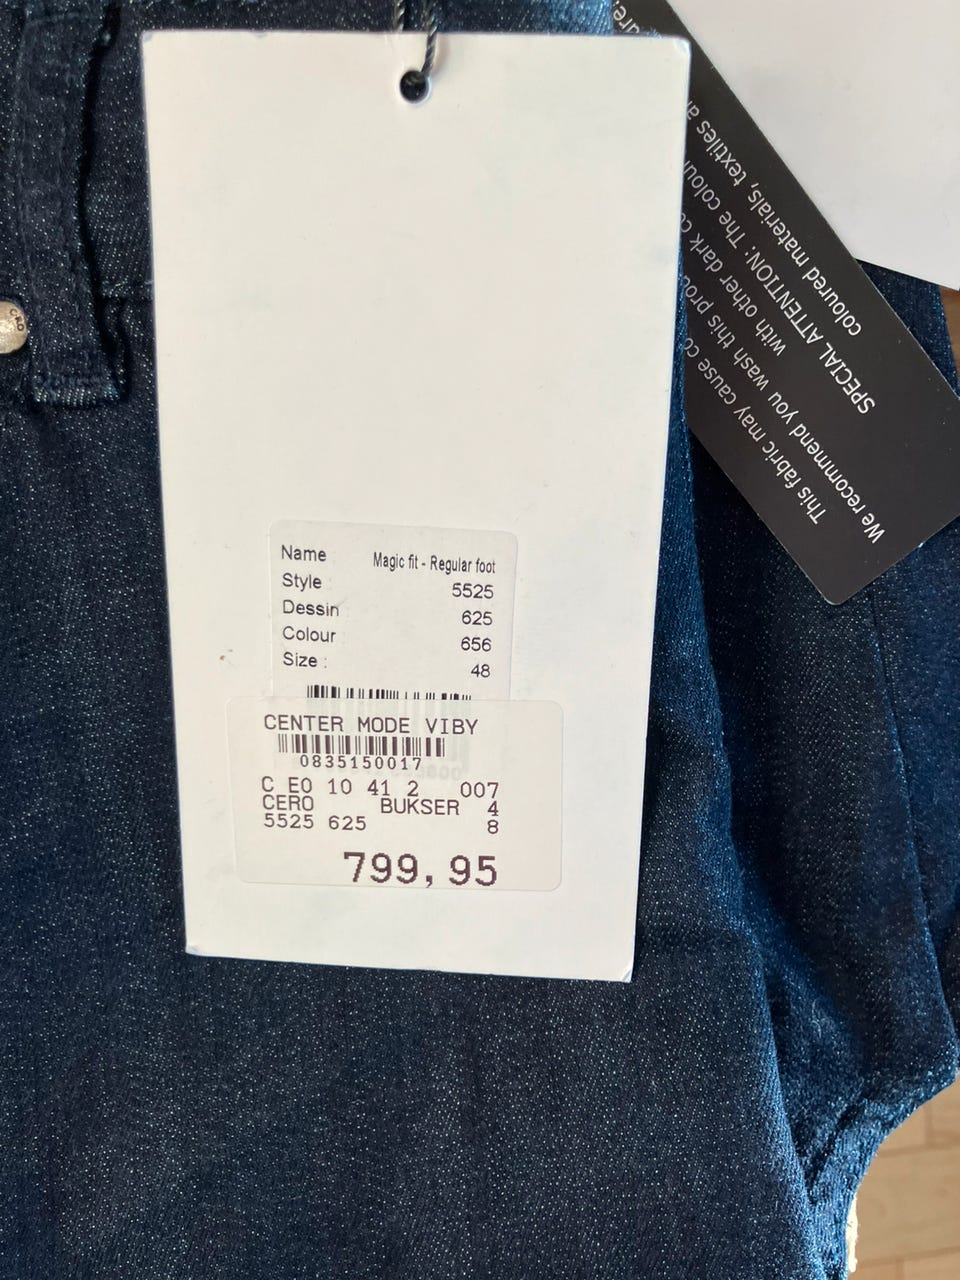 Name Magic fit - Regular foot
Style 5525
Dessin 625
Colour 656
Size : 48
CENTER MODE VIBY
0835150017
C E0 10 41 2 007
CERO BUKSER 4
5525 625 8
799,95
SPECIAL ATTENTION: The colour
coloured materials, textiles
We recommend you wash this
with other dark
This fabric may cause